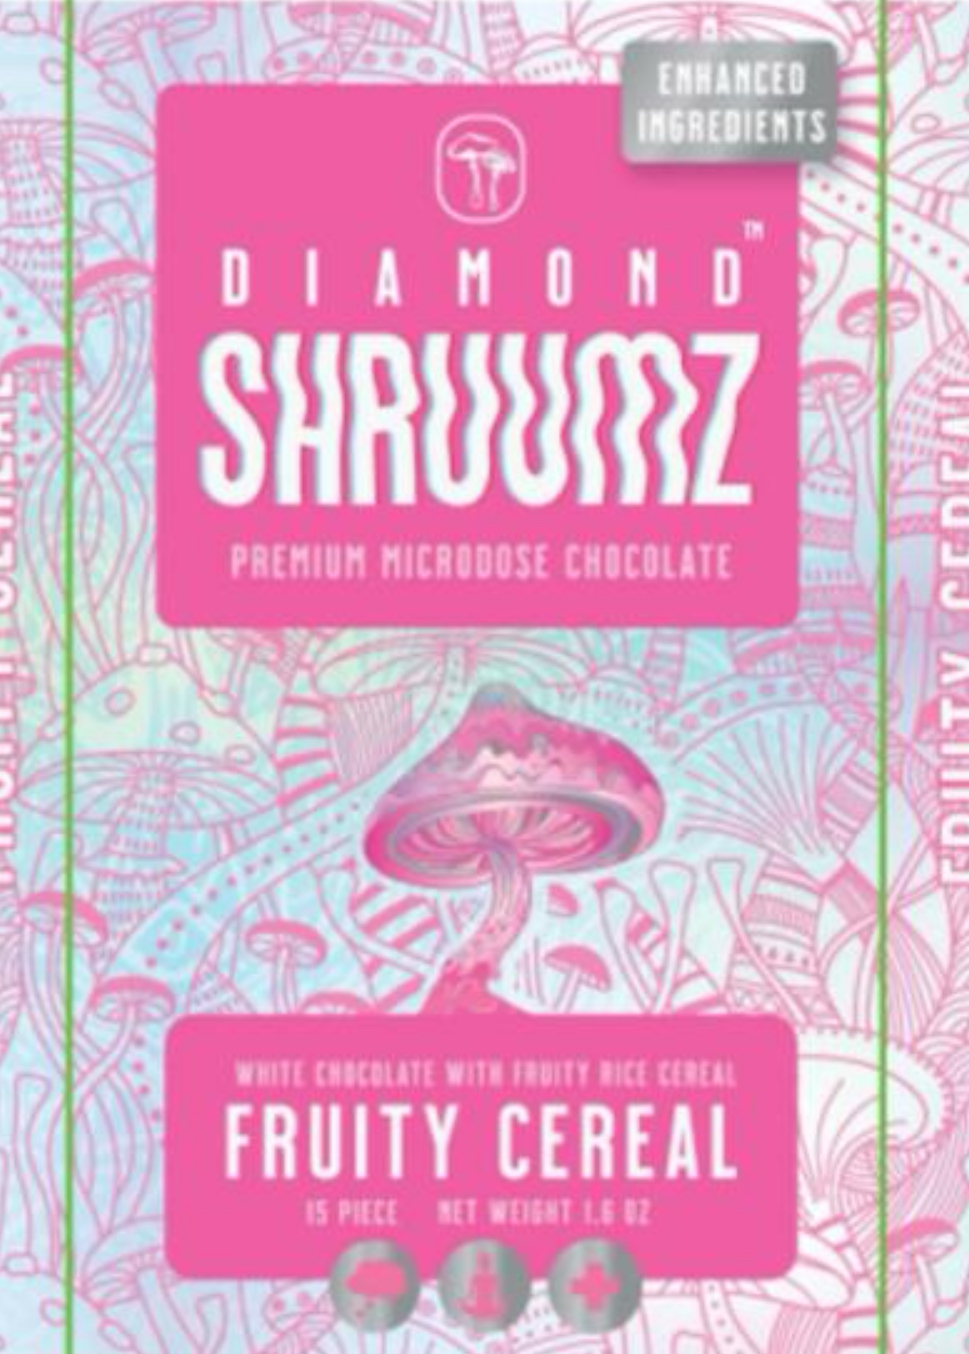 ENHANCED
INGREDIENTS
DIAMOND™
SHRUUMZ
PREMIUM MICRODOSE CHOCOLATE
FRUITY CEREAL
WHITE CHOCOLATE WITH FRUITY RICE CEREAL
FRUITY CEREAL
15 PIECE NET WEIGHT 1.6 OZ